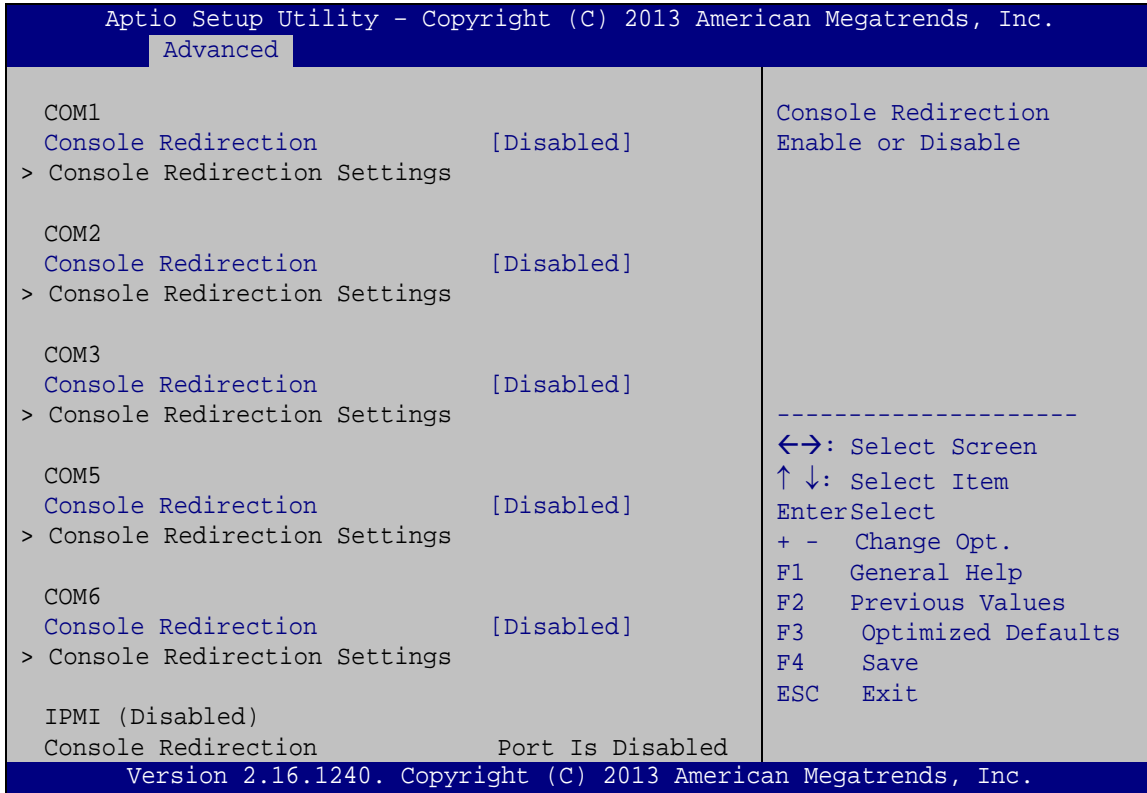 Aptio Setup Utility – Copyright (C) 2013 American Megatrends, Inc.
Advanced
COM1
Console Redirection [Disabled]
> Console Redirection Settings
COM2
Console Redirection [Disabled]
> Console Redirection Settings
COM3
Console Redirection [Disabled]
> Console Redirection Settings
COM5
Console Redirection [Disabled]
> Console Redirection Settings
COM6
Console Redirection [Disabled]
> Console Redirection Settings
IPMI (Disabled)
Console Redirection Port Is Disabled
Console Redirection
Enable or Disable
---------------------
←→: Select Screen
↑ ↓: Select Item
EnterSelect
+ - Change Opt.
F1 General Help
F2 Previous Values
F3 Optimized Defaults
F4 Save
ESC Exit
Version 2.16.1240. Copyright (C) 2013 American Megatrends, Inc.